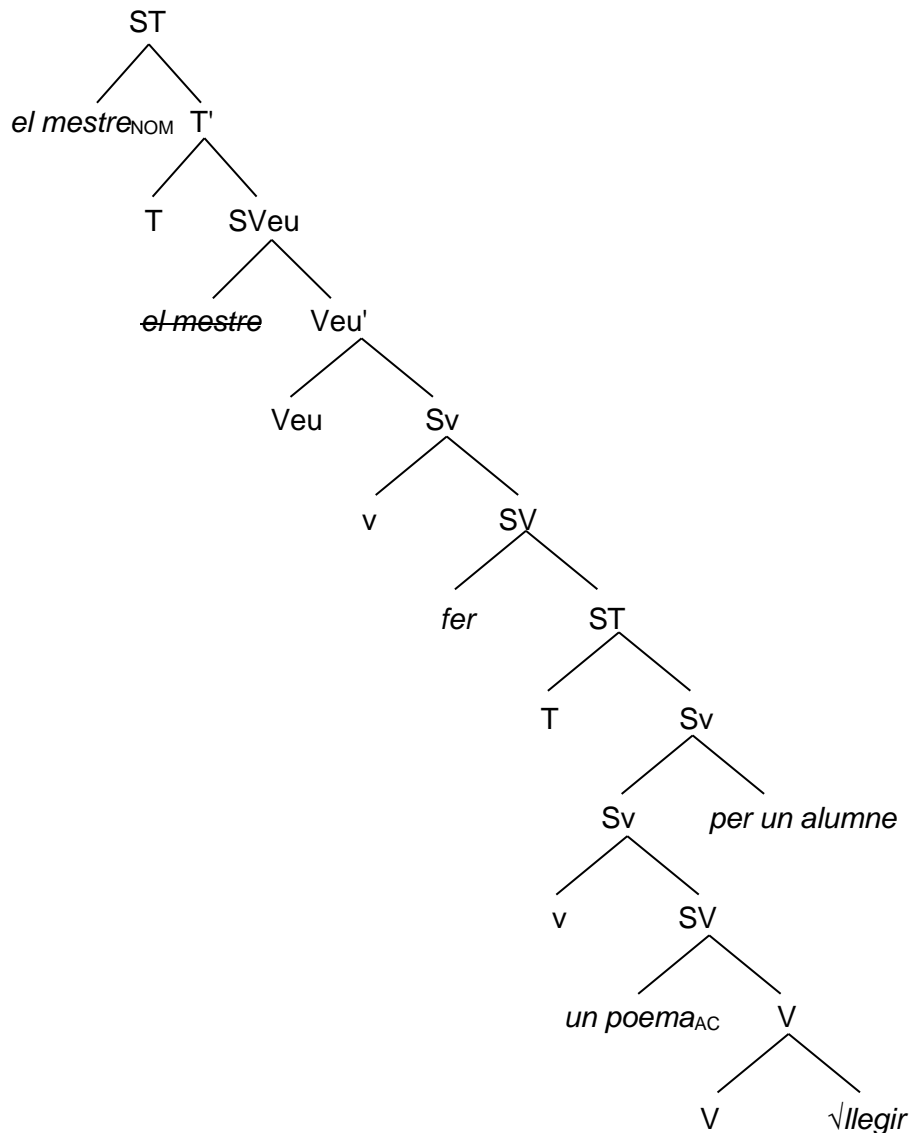 ST
el mestreNOM T'
T SVeu
el mestre Veu'
Veu Sv
v SV
fer ST
T Sv
Sv per un alumne
v SV
un poemaAC V
V √llegir